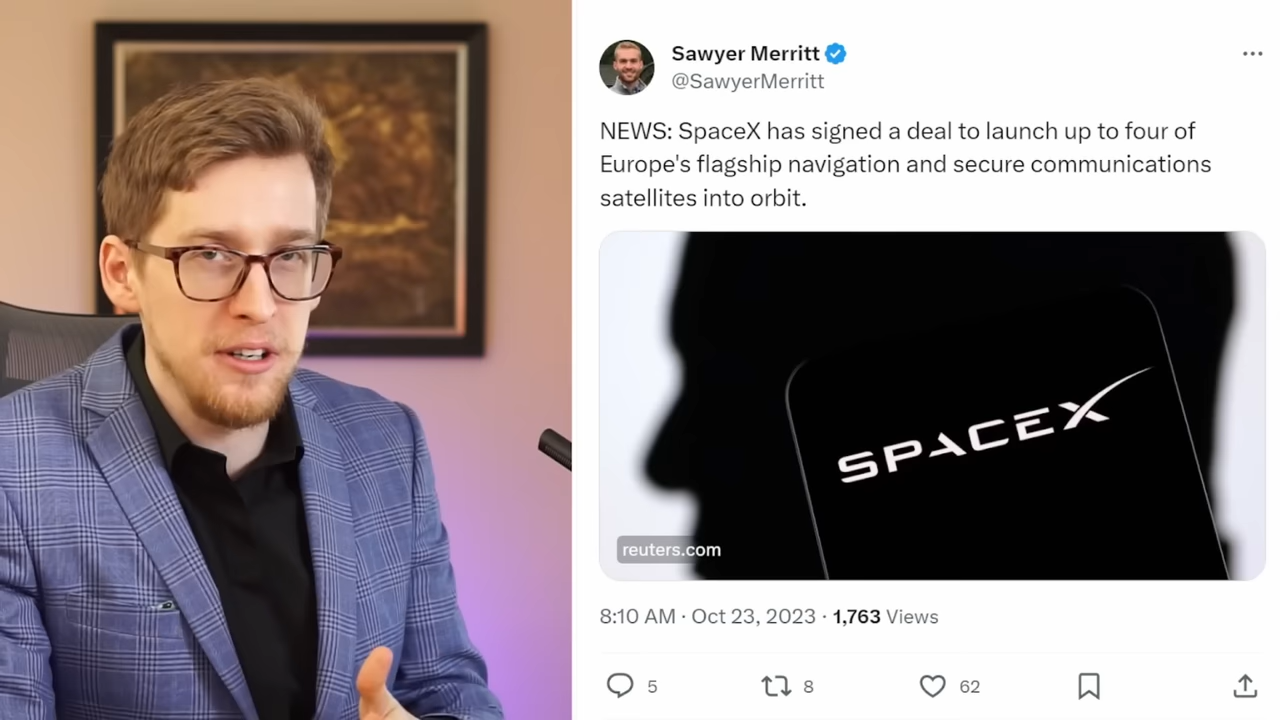 Sawyer Merritt
@SawyerMerritt
NEWS: SpaceX has signed a deal to launch up to four of
Europe's flagship navigation and secure communications
satellites into orbit.
SPACEX
reuters.com
8:10 AM · Oct 23, 2023 · 1,763 Views
5 8 62